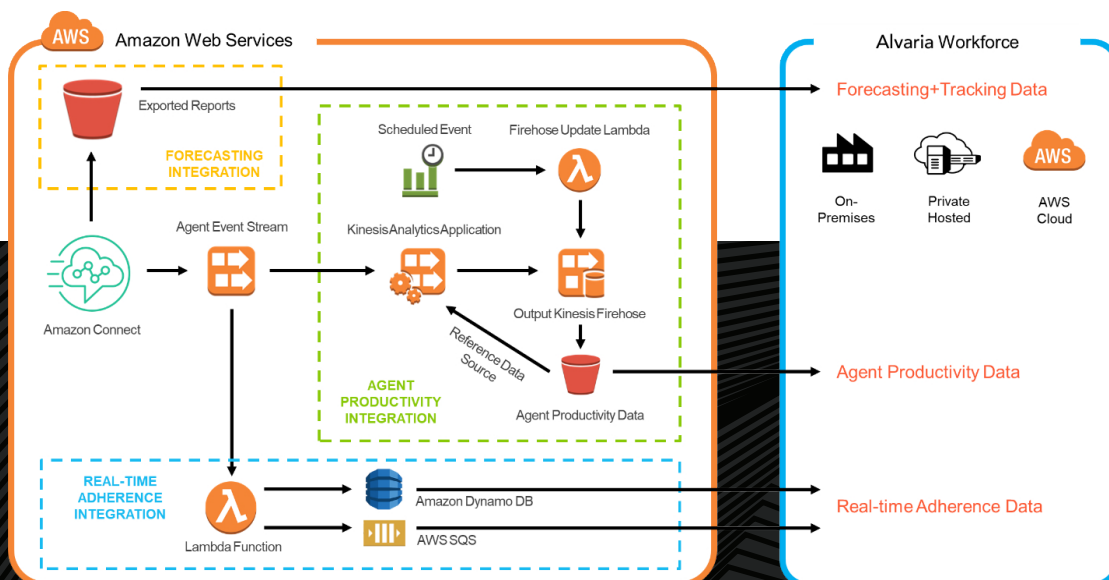 AWS
Amazon Web Services
Alvaria Workforce
Exported Reports
FORECASTING
INTEGRATION
Forecasting+Tracking Data
Scheduled Event
Firehose Update Lambda
AWS
On-
Premises
Private
Hosted
AWS
Cloud
Agent Event Stream
Kinesis Analytics Application
Amazon Connect
Output Kinesis Firehose
Reference Data
Source
AGENT
PRODUCTIVITY
INTEGRATION
Agent Productivity Data
Agent Productivity Data
REAL-TIME
ADHERENCE
INTEGRATION
Amazon Dynamo DB
Real-time Adherence Data
AWS SQS
Lambda Function